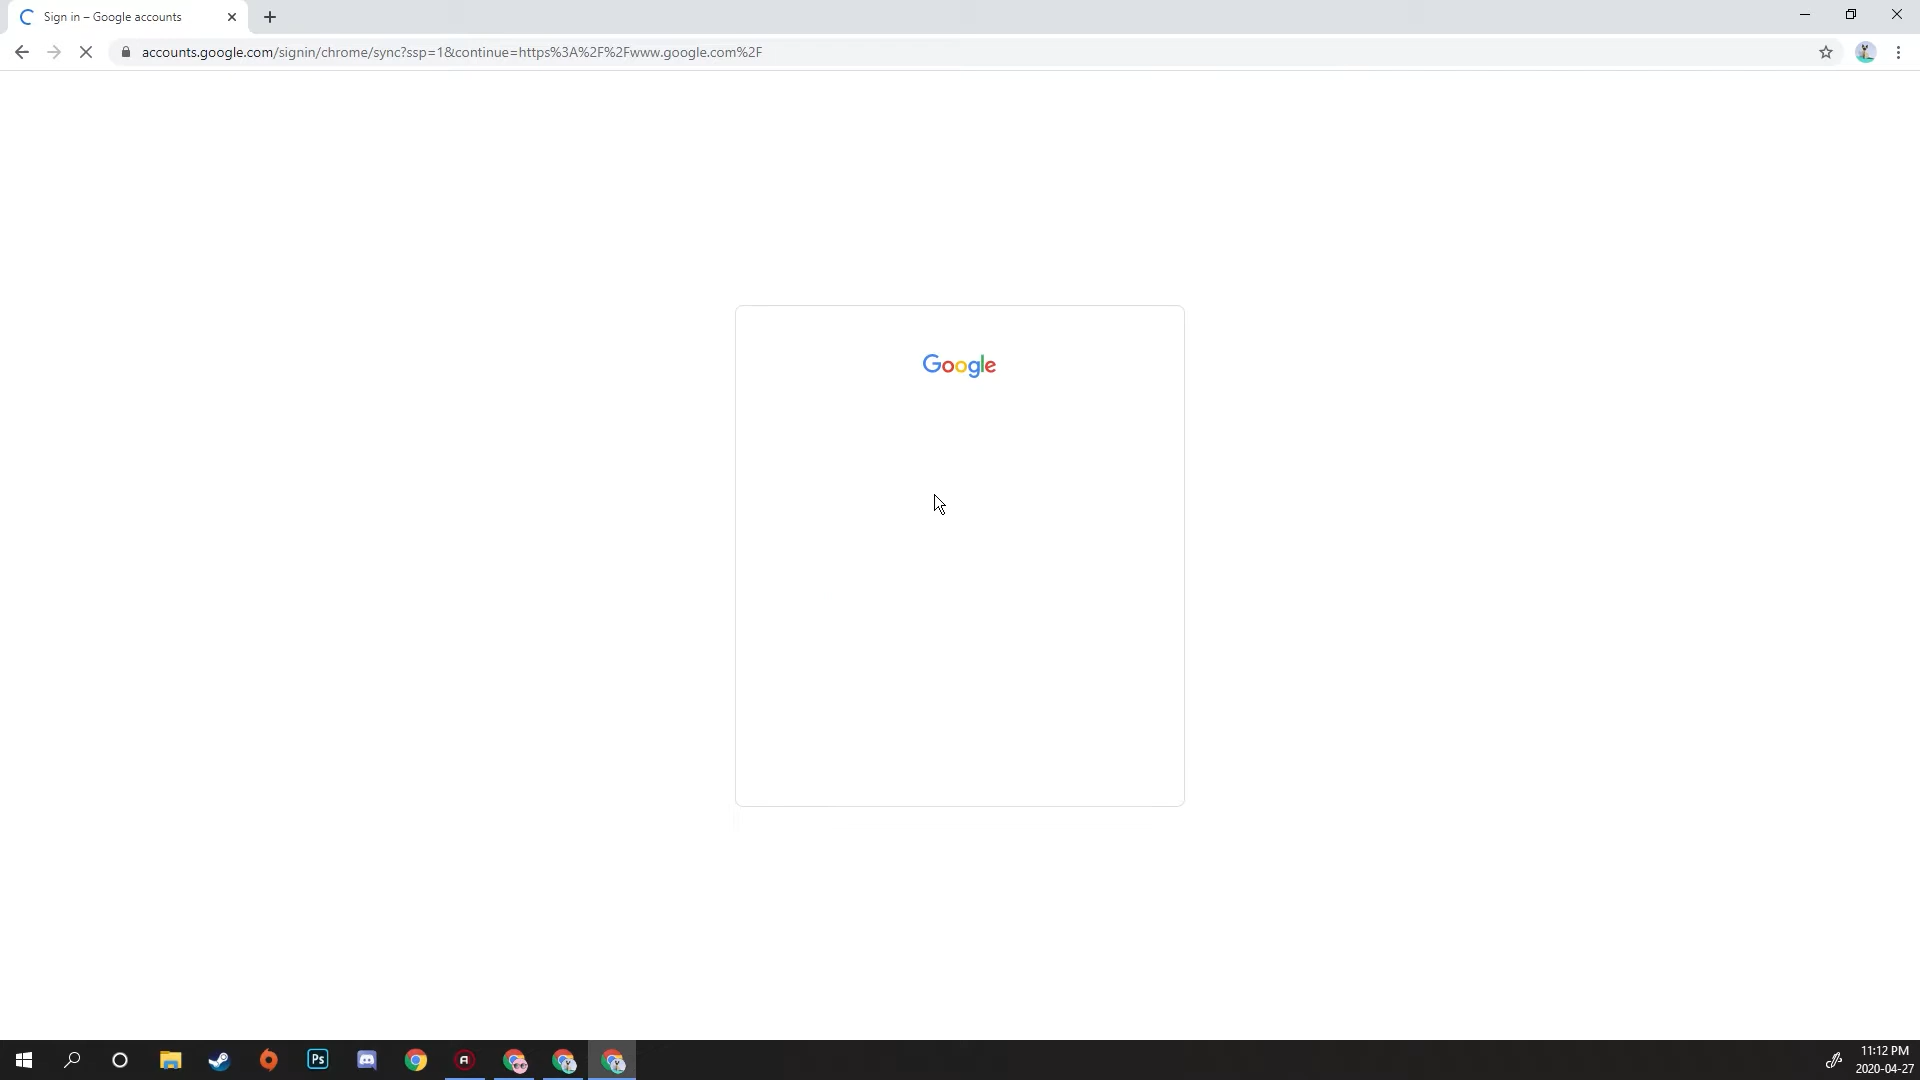 Sign in – Google accounts
accounts.google.com/signin/chrome/sync?ssp=1&continue=https%3A%2F%2Fwww.google.com%2F
Google
Ps
11:12 PM
2020-04-27